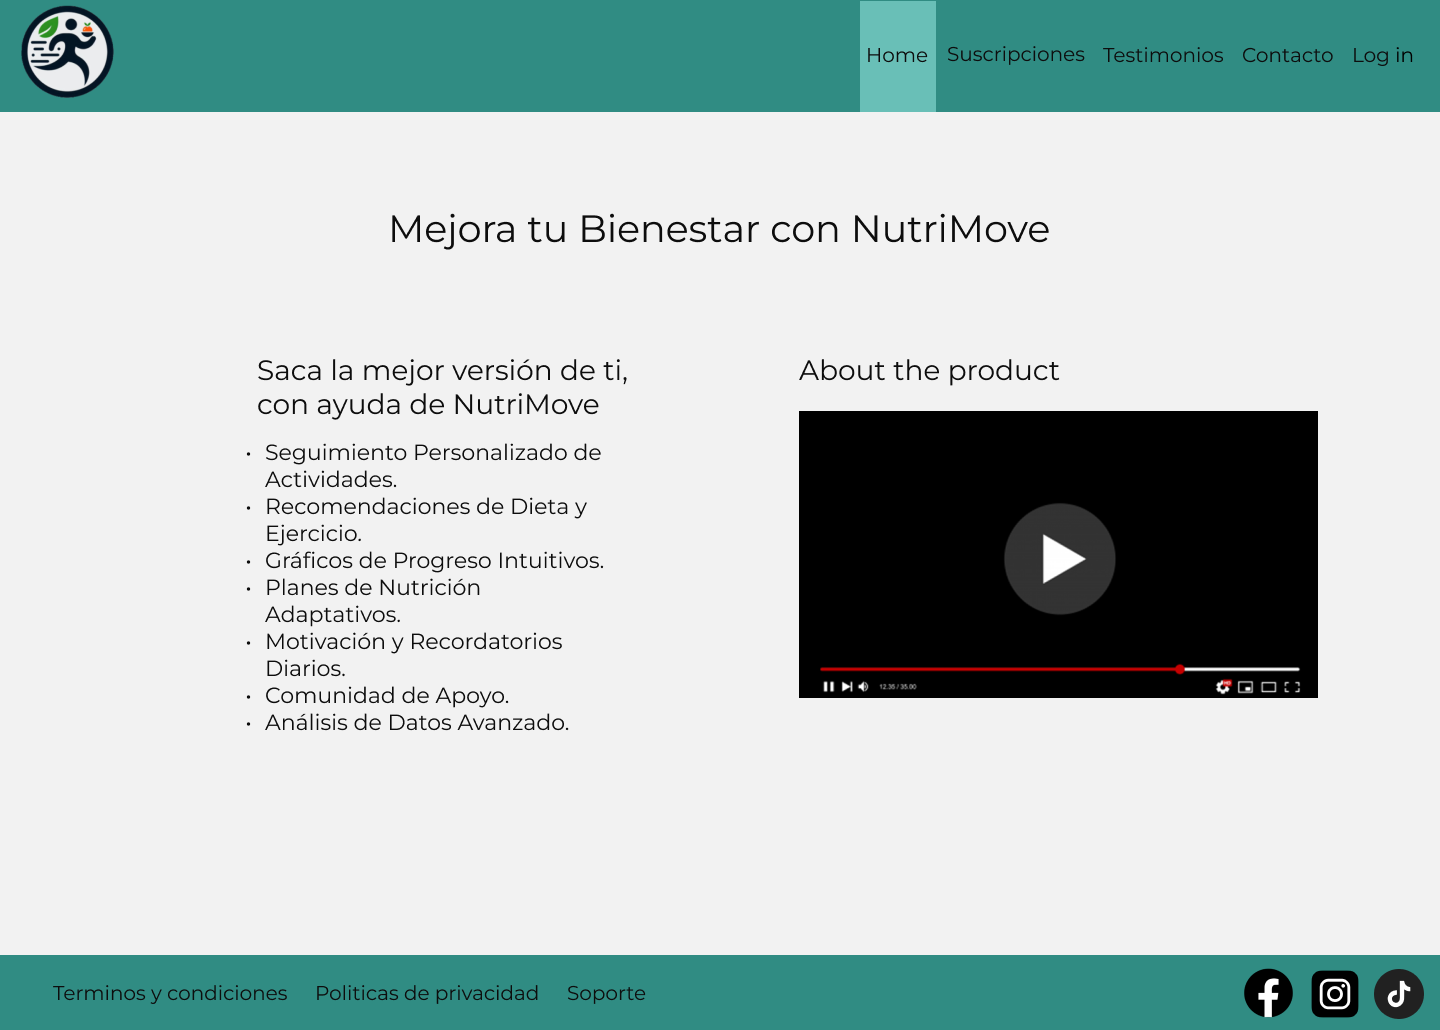 Home Suscripciones Testimonios Contacto Log in
Mejora tu Bienestar con NutriMove
Saca la mejor versión de ti,
con ayuda de NutriMove
• Seguimiento Personalizado de
Actividades.
• Recomendaciones de Dieta y
Ejercicio.
• Gráficos de Progreso Intuitivos.
• Planes de Nutrición
Adaptativos.
• Motivación y Recordatorios
Diarios.
• Comunidad de Apoyo.
• Análisis de Datos Avanzado.
About the product
12.35 / 35.00
HD
Terminos y condiciones Politicas de privacidad Soporte